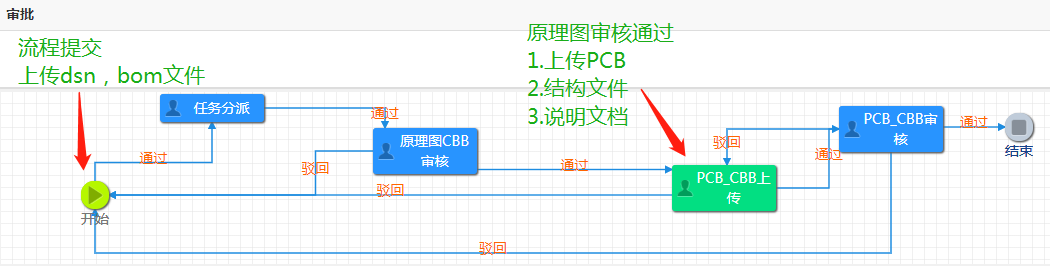 审批
流程提交
上传dsn，bom文件
原理图审核通过
1.上传PCB
2.结构文件
3.说明文档
任务分派
通过
原理图CBB
审核
通过
驳回
通过
驳回
开始
PCB_CBB上
传
驳回
通过
PCB_CBB审
核
通过
结束
驳回